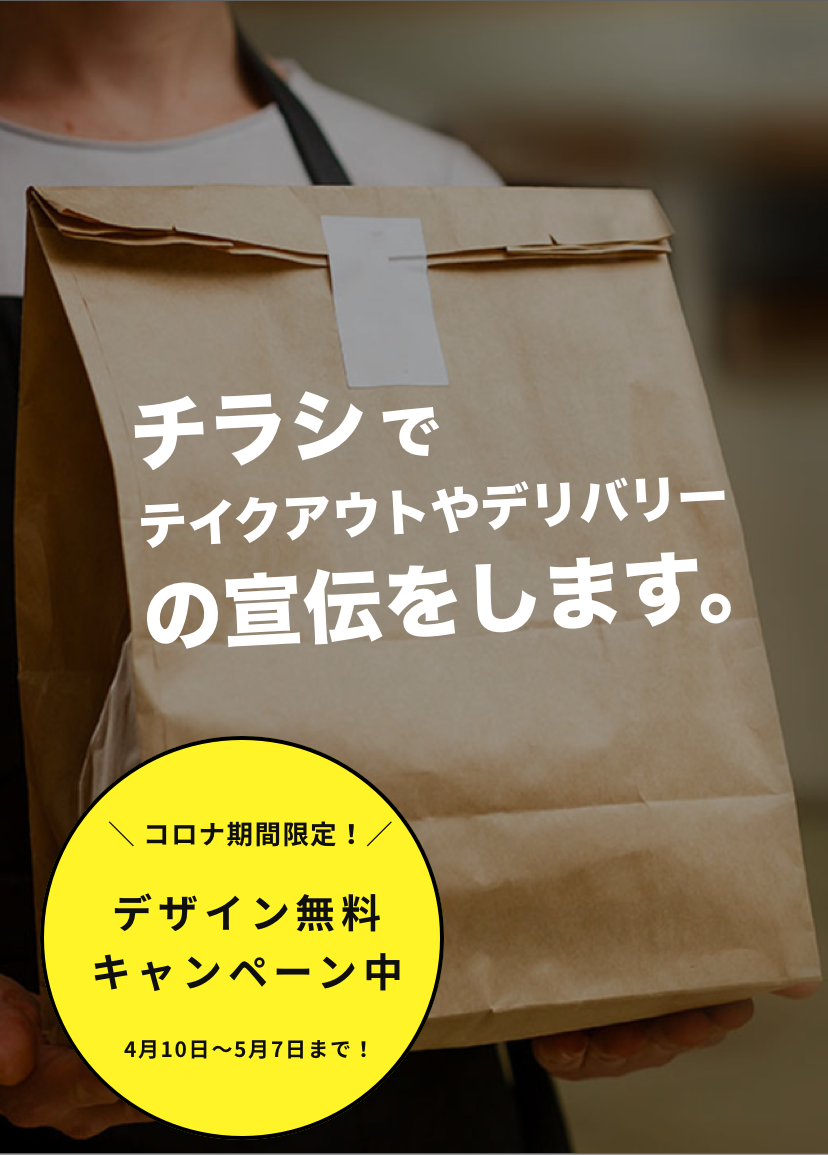 チラシで
テイクアウトやデリバリー
の宣伝をします。
＼ コロナ期間限定！／
デザイン無料
キャンペーン中
4月10日〜5月7日まで！